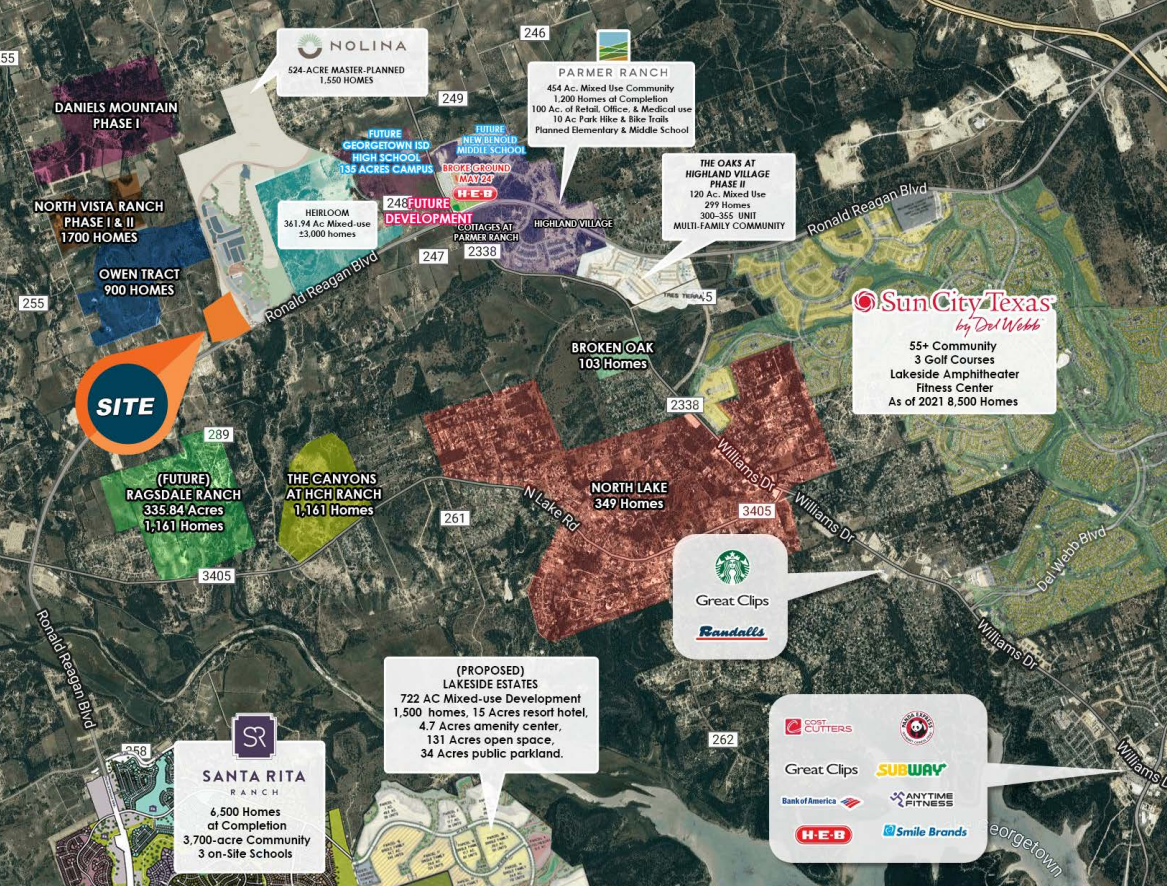 246
55
NOLINA
524-ACRE MASTER-PLANNED
1,550 HOMES
PARMER RANCH
454 Ac. Mixed Use Community
1,200 Homes at Completion
100 Ac. of Retail, Office, & Medical use
10 Ac Park Hike & Bike Trails
Planned Elementary & Middle School
249
DANIELS MOUNTAIN
PHASE I
FUTURE
GEORGETOWN ISD
HIGH SCHOOL
135 ACRES CAMPUS
FUTURE
NEW BENOLD
MIDDLE SCHOOL
BROKE GROUND
MAY 24'
H-E-B
THE OAKS AT
HIGHLAND VILLAGE
PHASE II
120 Ac. Mixed Use
299 Homes
300–355 UNIT
MULTI-FAMILY COMMUNITY
Ronald Reagan Blvd
NORTH VISTA RANCH
PHASE I & II
1700 HOMES
HEIRLOOM
361.94 Ac Mixed-use
±3,000 homes
248
FUTURE
DEVELOPMENT
COTTAGES AT
PARMER RANCH
HIGHLAND VILLAGE
247
2338
OWEN TRACT
900 HOMES
Ronald Reagan Blvd
255
TRES TIERRA
5
Sun City Texas
by Del Webb
55+ Community
3 Golf Courses
Lakeside Amphitheater
Fitness Center
As of 2021 8,500 Homes
BROKEN OAK
103 Homes
SITE
2338
289
Williams Dr
(FUTURE)
RAGSDALE RANCH
335.84 Acres
1,161 Homes
THE CANYONS
AT HCH RANCH
1,161 Homes
NORTH LAKE
349 Homes
N Lake Rd
261
3405
Williams Dr
3405
Starbucks
Great Clips
Randalls
Del Webb Blvd
Ronald Reagan Blvd
Williams Dr
(PROPOSED)
LAKESIDE ESTATES
722 AC Mixed-use Development
1,500 homes, 15 Acres resort hotel,
4.7 Acres amenity center,
131 Acres open space,
34 Acres public parkland.
258
SR
SANTA RITA
RANCH
6,500 Homes
at Completion
3,700-acre Community
3 on-Site Schools
262
COST
CUTTERS
PANDA EXPRESS
Great Clips
SUBWAY
Bank of America
ANYTIME
FITNESS
H-E-B
Smile Brands
Williams
eorgetown